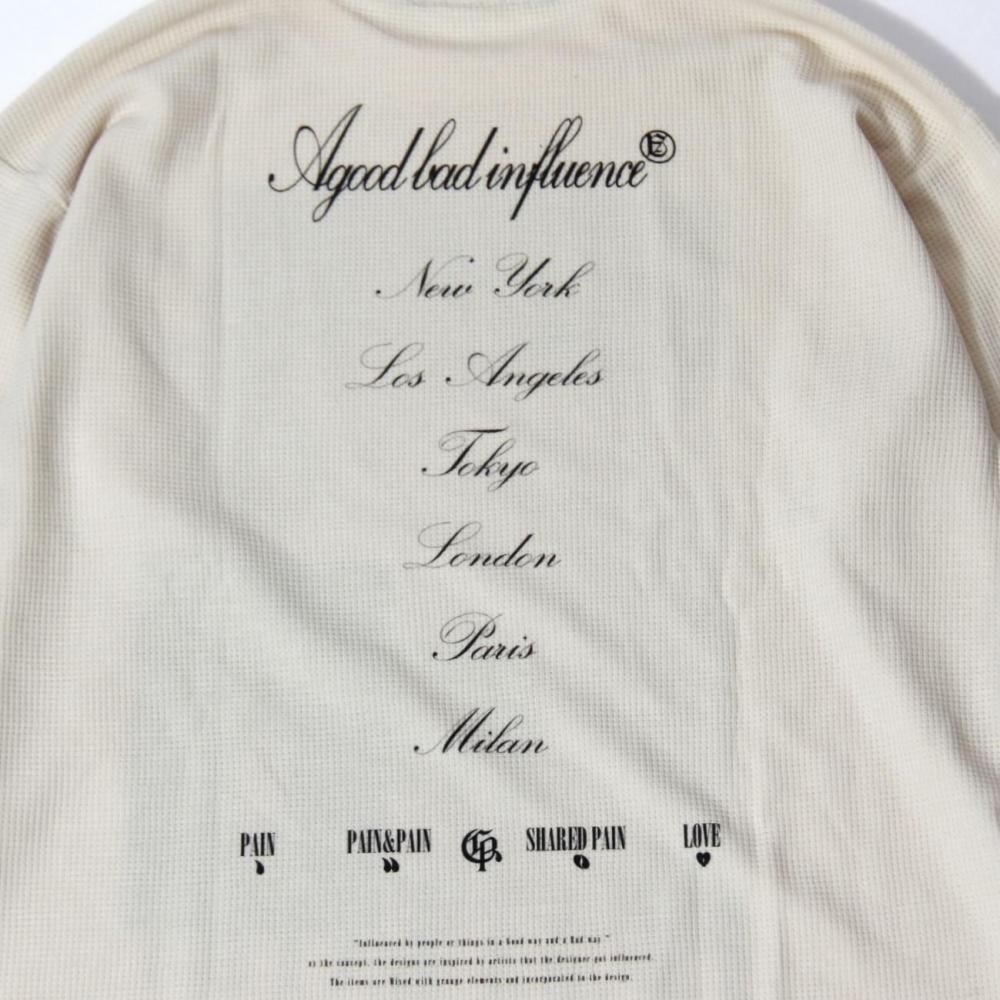 A good bad influence
New York
Los Angeles
Tokyo
London
Paris
Milan
PAIN PAIN&PAIN SHARED PAIN LOVE
"Influenced by people or things in a Good way and a Bad way"
as the concept, the designs are inspired by artists that the designer got influenced.
The items are Mixed with grunge elements and incorporated to the design.